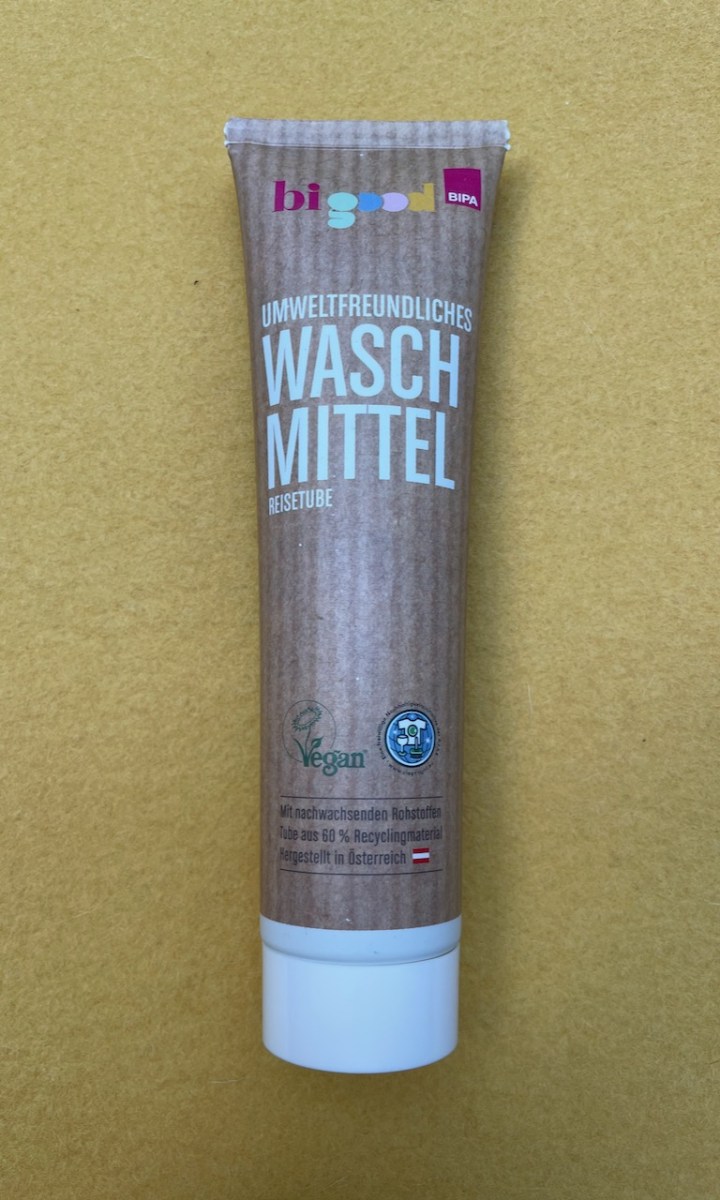 bi good
BIPA
UMWELTFREUNDLICHES
WASCH
MITTEL
REISETUBE
Vegan
Mit nachwachsenden Rohstoffen
Tube aus 60 % Recyclingmaterial
Hergestellt in Österreich